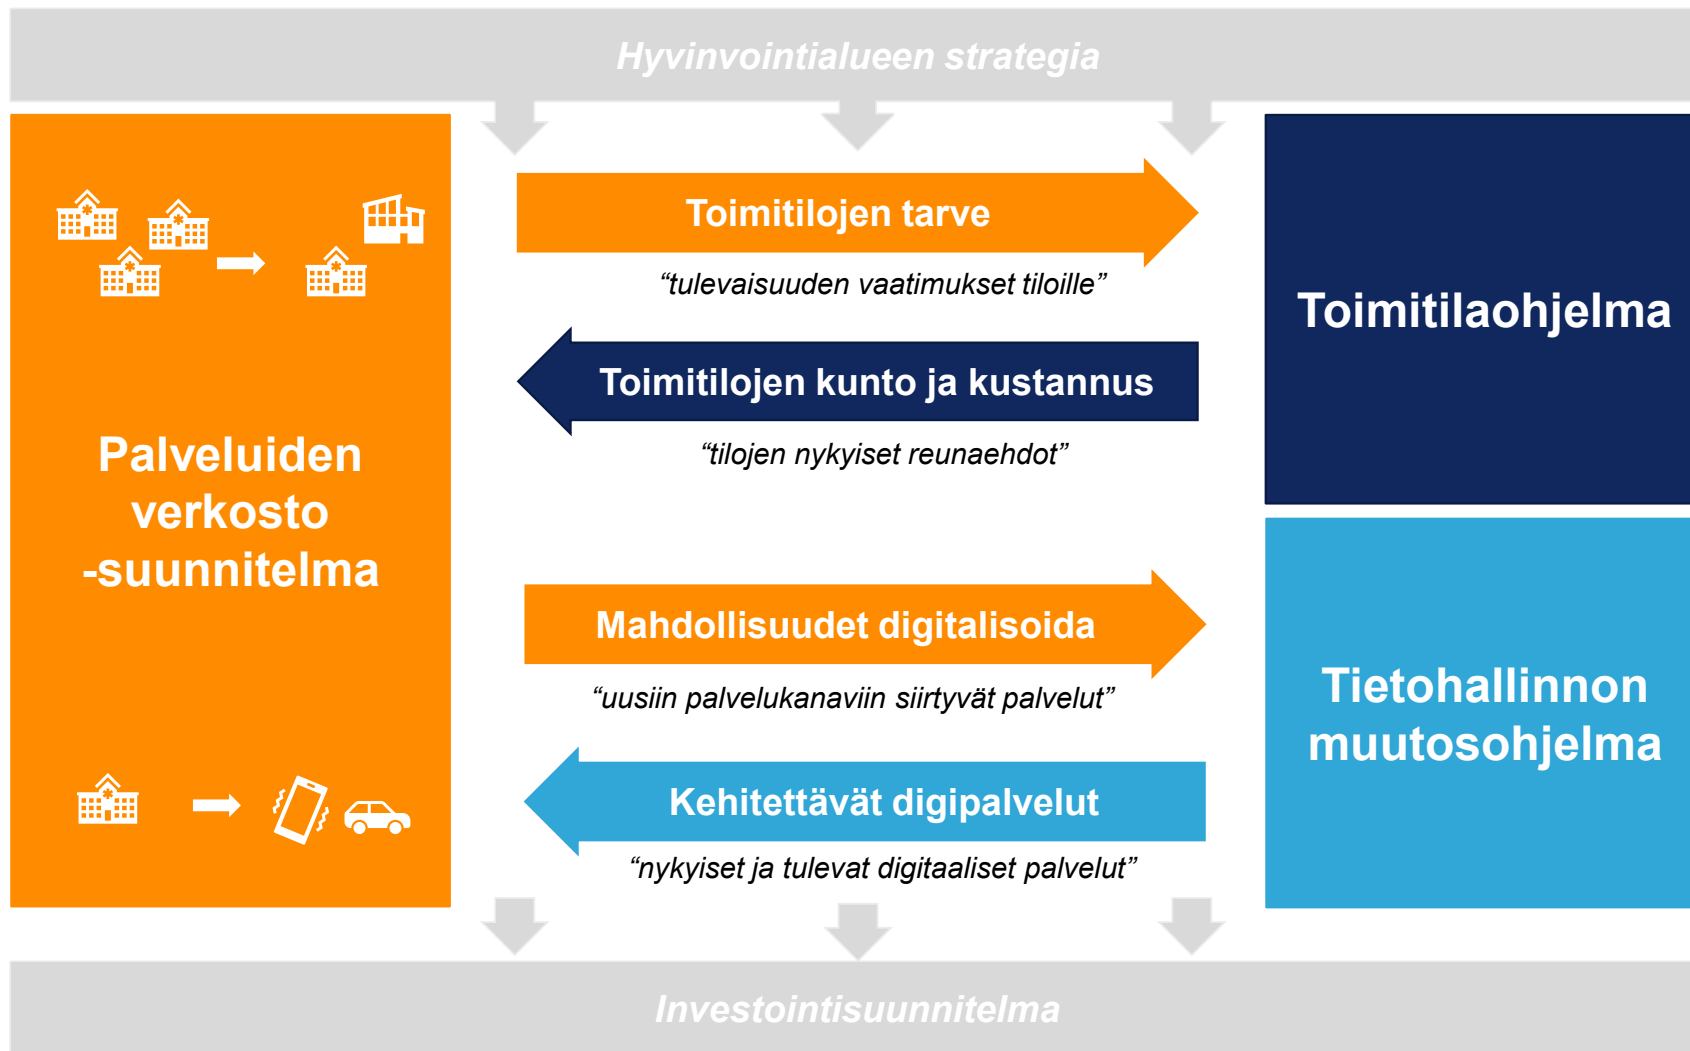 Hyvinvointialueen strategia
Palveluiden
verkosto
-suunnitelma
Toimitilojen tarve
“tulevaisuuden vaatimukset tiloille”
Toimitilojen kunto ja kustannus
“tilojen nykyiset reunaehdot”
Mahdollisuudet digitalisoida
“uusiin palvelukanaviin siirtyvät palvelut”
Kehitettävät digipalvelut
“nykyiset ja tulevat digitaaliset palvelut”
Toimitilaohjelma
Tietohallinnon
muutosohjelma
Investointisuunnitelma